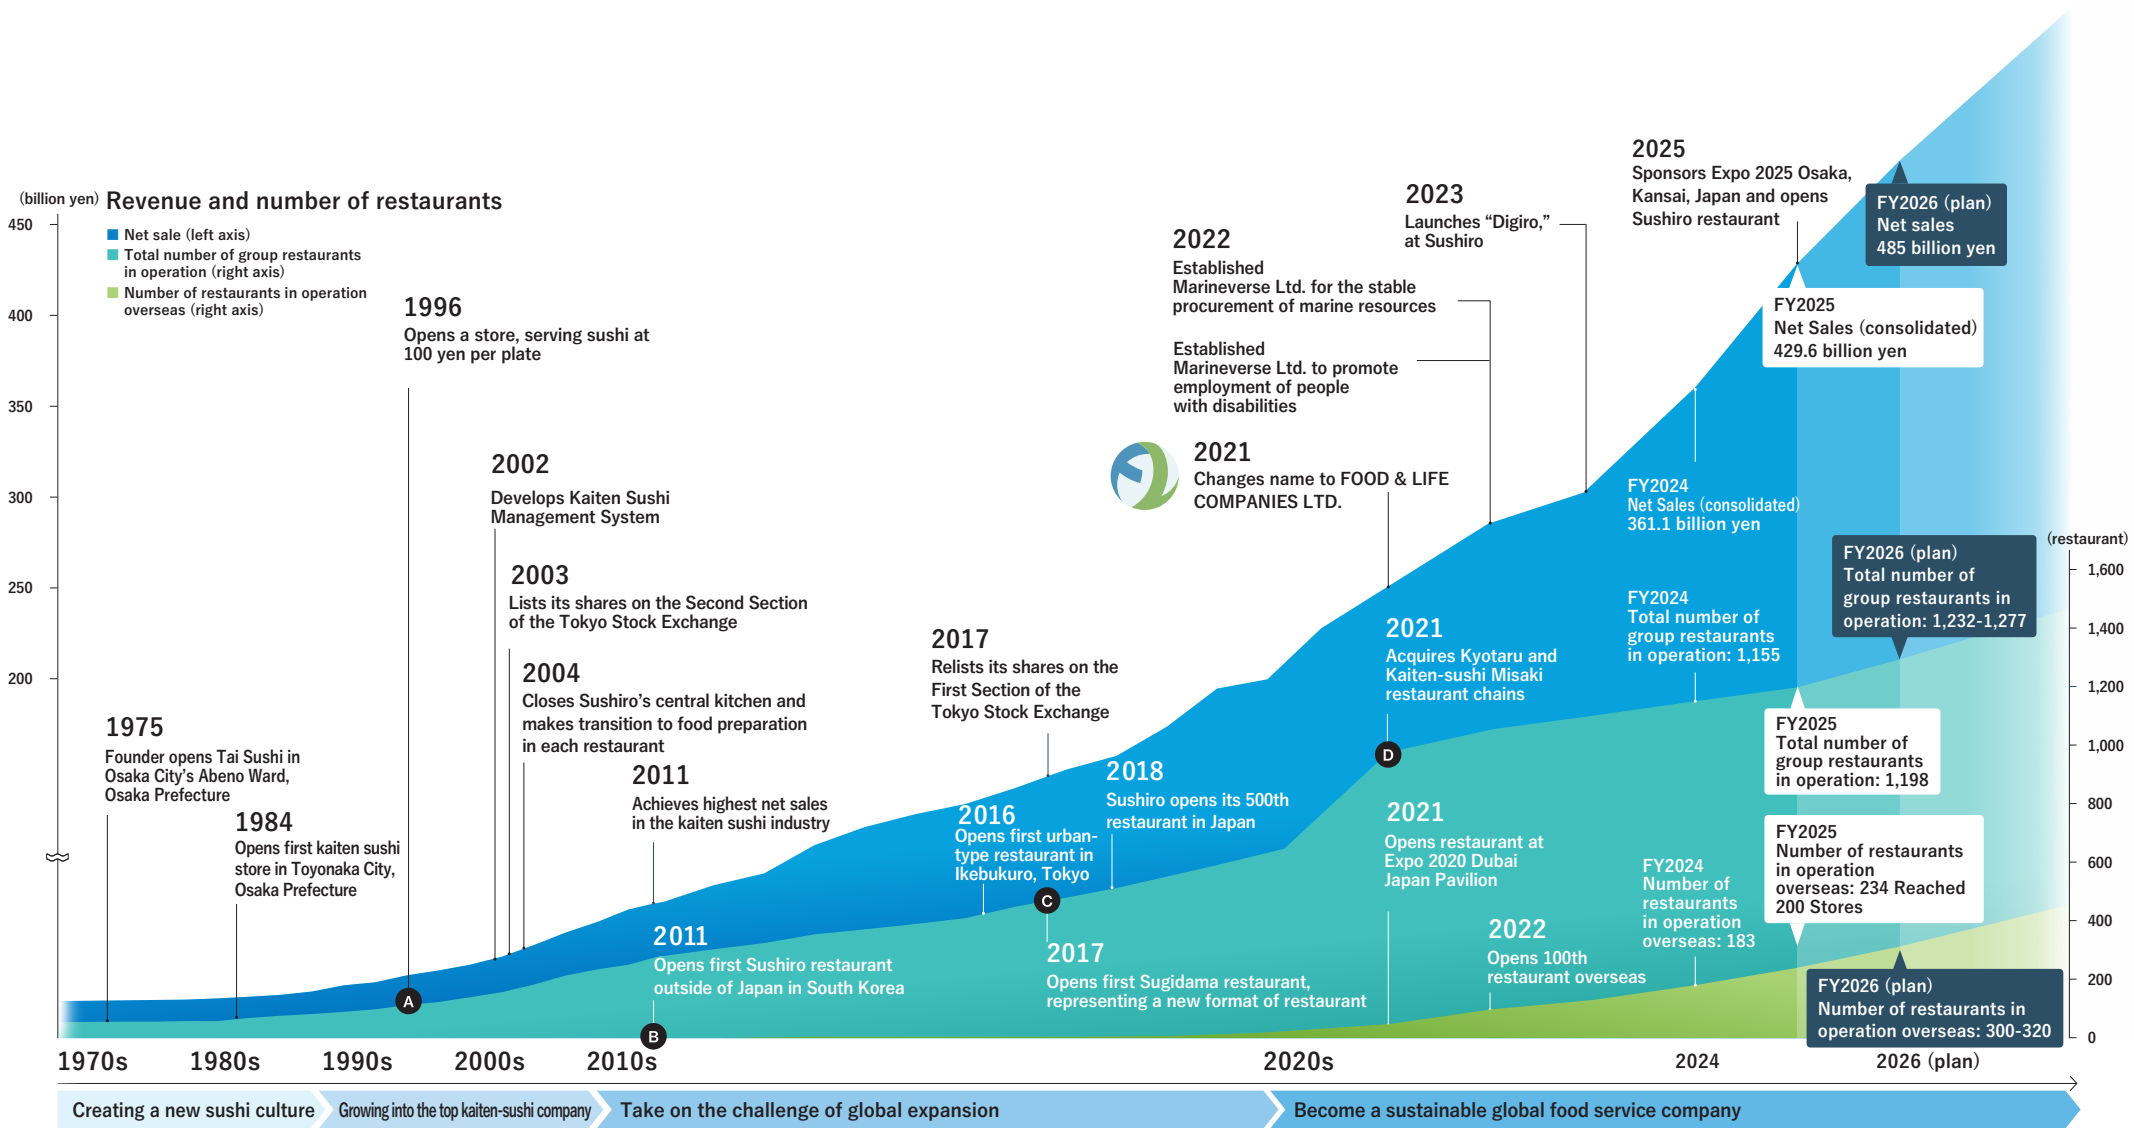 (billion yen)
Revenue and number of restaurants
Net sale (left axis)
Total number of group restaurants
in operation (right axis)
Number of restaurants in operation
overseas (right axis)
450
400
350
300
250
200
1975
Founder opens Tai Sushi in
Osaka City's Abeno Ward,
Osaka Prefecture
1984
Opens first kaiten sushi
store in Toyonaka City,
Osaka Prefecture
1996
Opens a store, serving sushi at
100 yen per plate
A
2002
Develops Kaiten Sushi
Management System
2003
Lists its shares on the Second Section
of the Tokyo Stock Exchange
2004
Closes Sushiro's central kitchen and
makes transition to food preparation
in each restaurant
2011
Achieves highest net sales
in the kaiten sushi industry
2011
Opens first Sushiro restaurant
outside of Japan in South Korea
B
2016
Opens first urban-
type restaurant in
Ikebukuro, Tokyo
2017
Relists its shares on the
First Section of the
Tokyo Stock Exchange
C
2017
Opens first Sugidama restaurant,
representing a new format of restaurant
2018
Sushiro opens its 500th
restaurant in Japan
2021
Changes name to FOOD & LIFE
COMPANIES LTD.
2021
Acquires Kyotaru and
Kaiten-sushi Misaki
restaurant chains
D
2021
Opens restaurant at
Expo 2020 Dubai
Japan Pavilion
2022
Established
Marineverse Ltd. for the stable
procurement of marine resources
Established
Marineverse Ltd. to promote
employment of people
with disabilities
2022
Opens 100th
restaurant overseas
2023
Launches “Digiro,”
at Sushiro
2025
Sponsors Expo 2025 Osaka,
Kansai, Japan and opens
Sushiro restaurant
FY2024
Net Sales (consolidated)
361.1 billion yen
FY2024
Total number of
group restaurants
in operation: 1,155
FY2024
Number of
restaurants
in operation
overseas: 183
FY2025
Net Sales (consolidated)
429.6 billion yen
FY2025
Total number of
group restaurants
in operation: 1,198
FY2025
Number of restaurants
in operation
overseas: 234 Reached
200 Stores
FY2026 (plan)
Net sales
485 billion yen
FY2026 (plan)
Total number of
group restaurants in
operation: 1,232-1,277
FY2026 (plan)
Number of restaurants in
operation overseas: 300-320
(restaurant)
1,600
1,400
1,200
1,000
800
600
400
200
0
1970s
1980s
1990s
2000s
2010s
2020s
2024
2026 (plan)
Creating a new sushi culture
Growing into the top kaiten-sushi company
Take on the challenge of global expansion
Become a sustainable global food service company